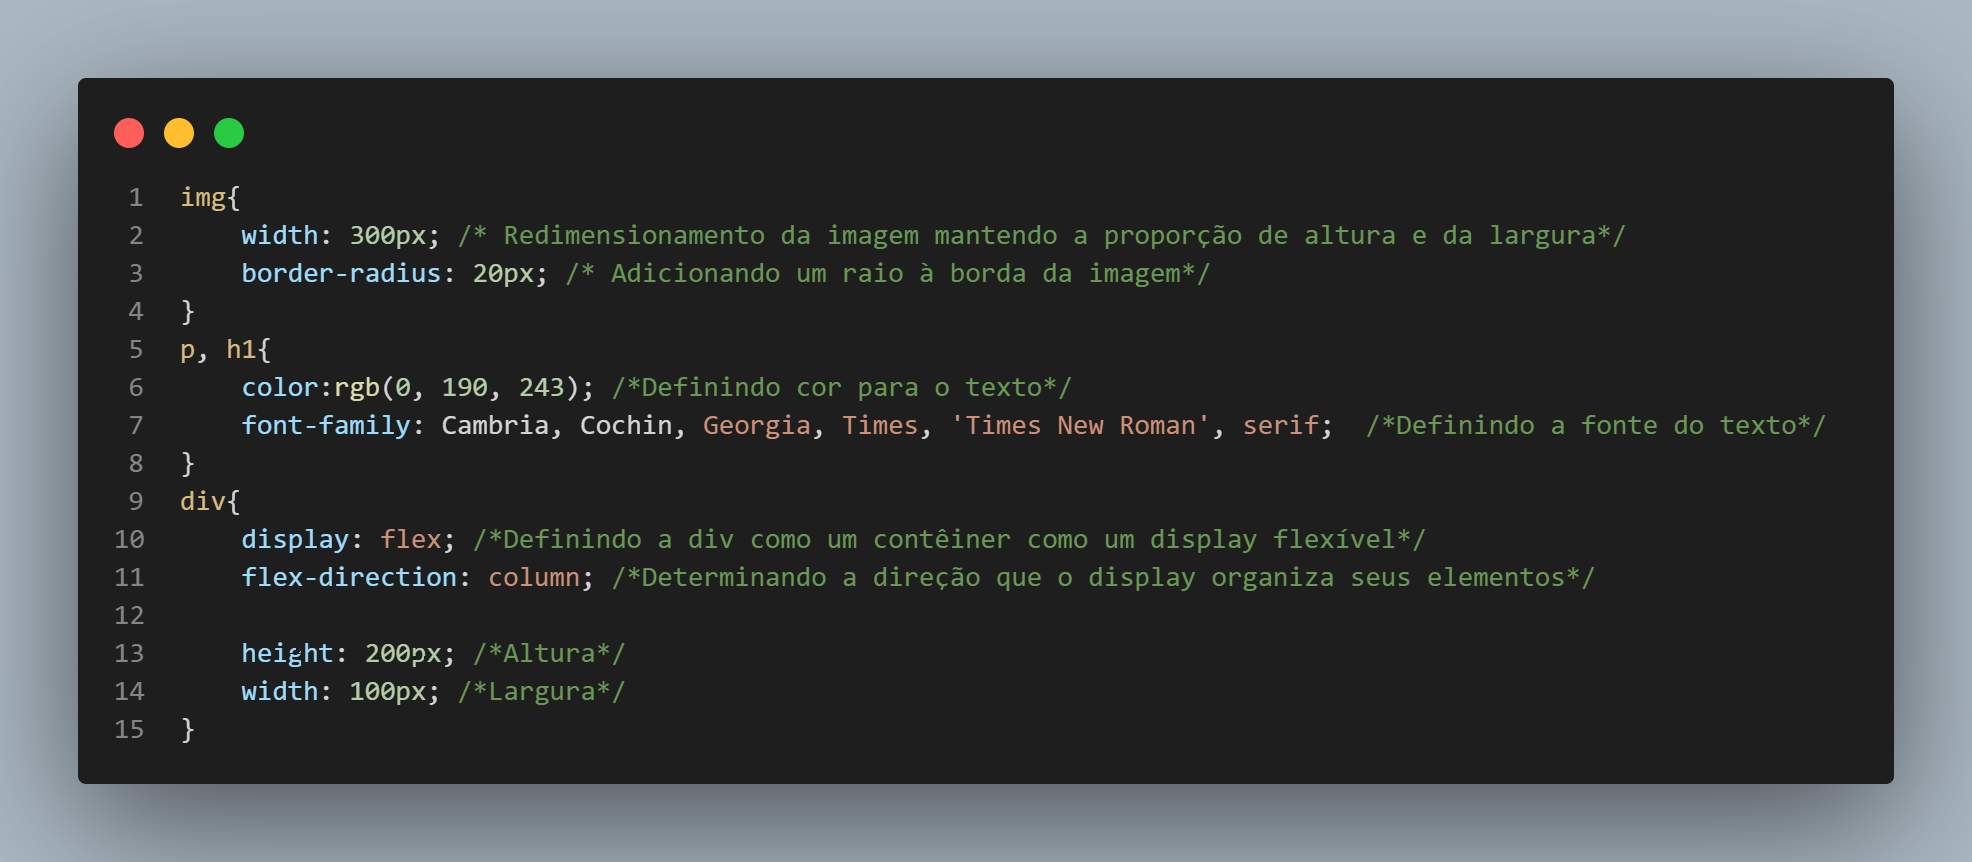 1 img{
2     width: 300px; /* Redimensionamento da imagem mantendo a proporção de altura e da largura*/
3     border-radius: 20px; /* Adicionando um raio à borda da imagem*/
4 }
5 p, h1{
6     color:rgb(0, 190, 243); /*Definindo cor para o texto*/
7     font-family: Cambria, Cochin, Georgia, Times, 'Times New Roman', serif;  /*Definindo a fonte do texto*/
8 }
9 div{
10     display: flex; /*Definindo a div como um contêiner como um display flexível*/
11     flex-direction: column; /*Determinando a direção que o display organiza seus elementos*/
12
13     height: 200px; /*Altura*/
14     width: 100px; /*Largura*/
15 }